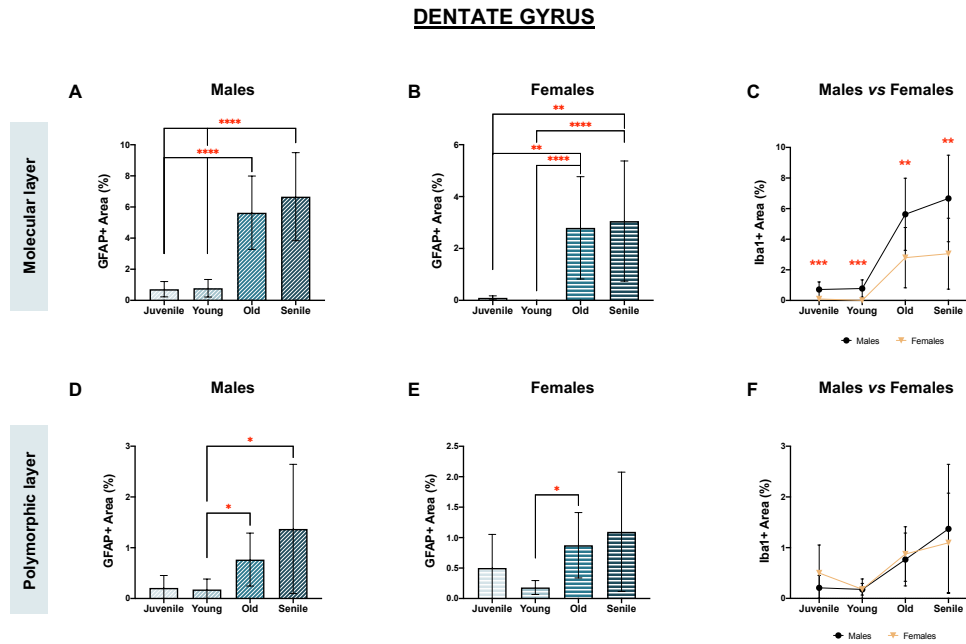 DENTATE GYRUS
Molecular layer
A
Males
GFAP+ Area (%)
10
8
6
4
2
0
****
****
Juvenile Young Old Senile
B
Females
GFAP+ Area (%)
6
4
2
0
**
****
**
****
Juvenile Young Old Senile
C
Males vs Females
Iba1+ Area (%)
10
8
6
4
2
0
***
***
**
**
Juvenile Young Old Senile
Males Females
Polymorphic layer
D
Males
GFAP+ Area (%)
3
2
1
0
*
*
Juvenile Young Old Senile
E
Females
GFAP+ Area (%)
2.5
2.0
1.5
1.0
0.5
0.0
*
Juvenile Young Old Senile
F
Males vs Females
Iba1+ Area (%)
3
2
1
0
Juvenile Young Old Senile
Males Females